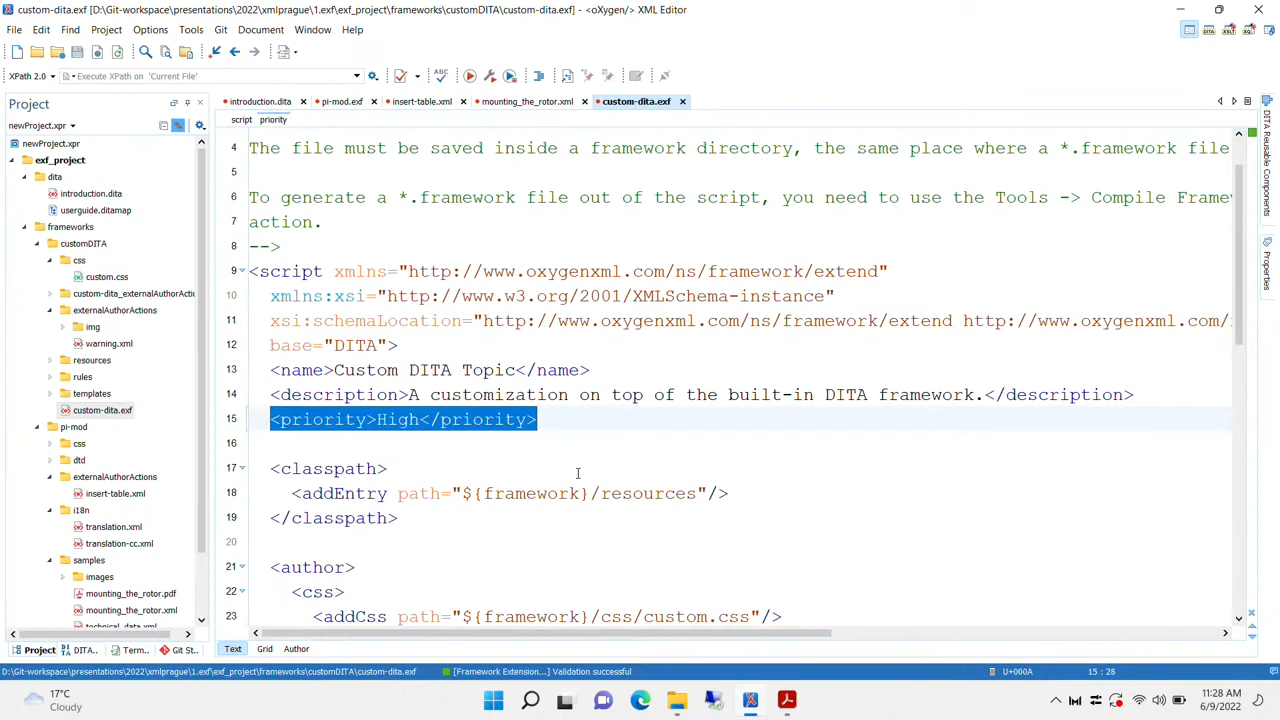 custom-dita.exf [D:\Git-workspace\presentations\2022\xmlprague\1.exf\exf_project\frameworks\customDITA\custom-dita.exf] - <oXygen/> XML Editor
File Edit Find Project Options Tools Git Document Window Help
XPath 2.0 Execute XPath on 'Current File'
Project
newProject.xpr
newProject.xpr
exf_project
dita
introduction.dita
userguide.ditamap
frameworks
customDITA
css
custom.css
custom-dita_externalAuthorActi
externalAuthorActions
img
warning.xml
resources
rules
templates
custom-dita.exf
pi-mod
css
dtd
externalAuthorActions
insert-table.xml
i18n
translation.xml
translation-cc.xml
samples
images
mounting_the_rotor.pdf
mounting_the_rotor.xml
technical_data.xml
Project DITA.. Term... Git St..
introduction.dita pi-mod.exf insert-table.xml mounting_the_rotor.xml custom-dita.exf
script priority
4 The file must be saved inside a framework directory, the same place where a *.framework file
5
6 To generate a *.framework file out of the script, you need to use the Tools -> Compile Framew
7 action.
8 -->
9 <script xmlns="http://www.oxygenxml.com/ns/framework/extend"
10 xmlns:xsi="http://www.w3.org/2001/XMLSchema-instance"
11 xsi:schemaLocation="http://www.oxygenxml.com/ns/framework/extend http://www.oxygenxml.com/
12 base="DITA">
13 <name>Custom DITA Topic</name>
14 <description>A customization on top of the built-in DITA framework.</description>
15 <priority>High</priority>
16
17 <classpath>
18 <addEntry path="${framework}/resources"/>
19 </classpath>
20
21 <author>
22 <css>
23 <addCss path="${framework}/css/custom.css"/>
Text Grid Author
DITA Reusable Components
Properties
D:\Git-workspace\presentations\2022\xmlprague\1.exf\exf_project\frameworks\customDITA\custom-dita.exf [Framework Extension...] Validation successful U+000A 15 : 28
17°C
Cloudy
11:28 AM
6/9/2022